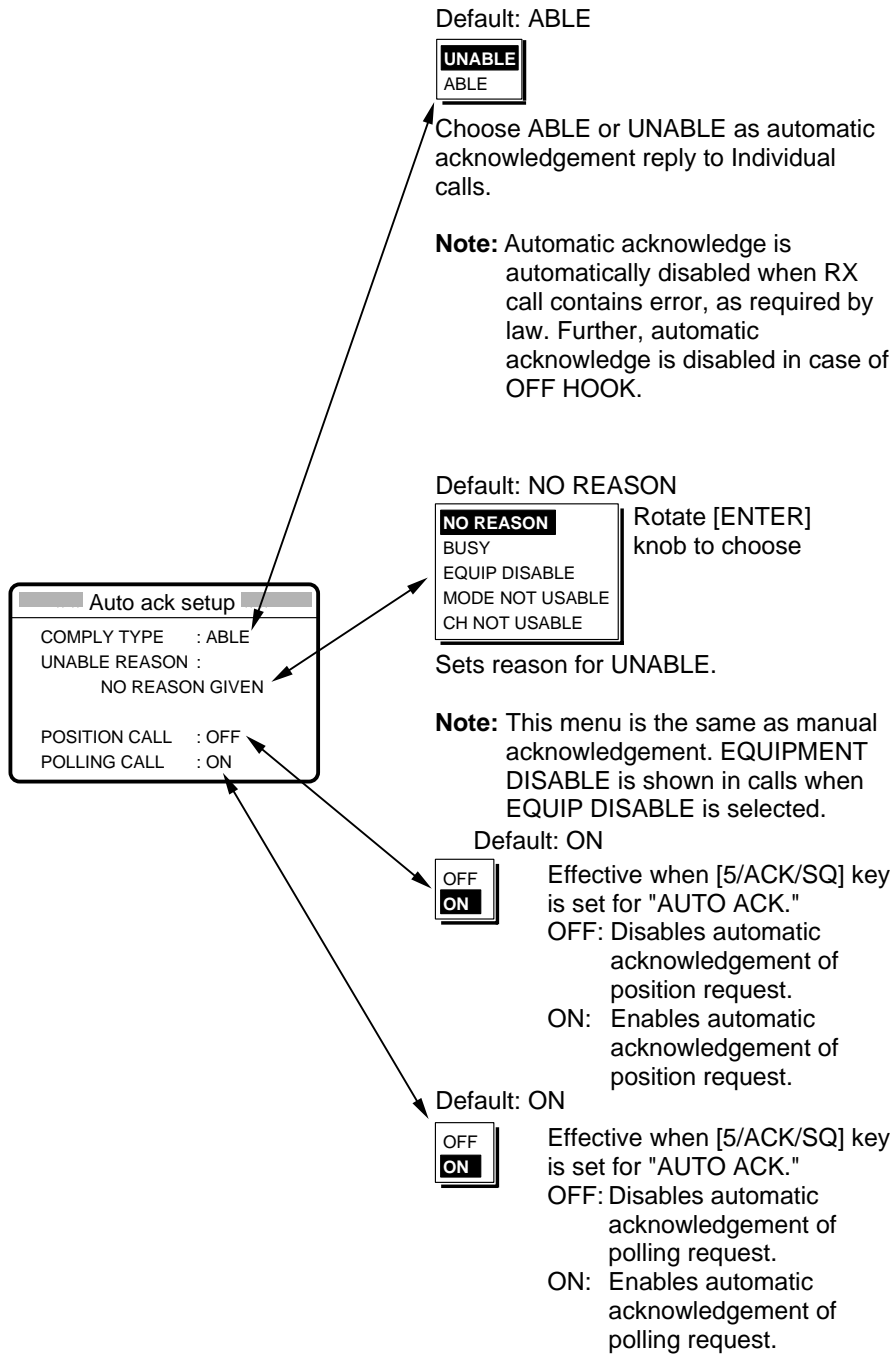 Default: ABLE
UNABLE
ABLE
Choose ABLE or UNABLE as automatic
acknowledgement reply to Individual
calls.
Note: Automatic acknowledge is
automatically disabled when RX
call contains error, as required by
law. Further, automatic
acknowledge is disabled in case of
OFF HOOK.
Default: NO REASON
NO REASON
BUSY
EQUIP DISABLE
MODE NOT USABLE
CH NOT USABLE
Rotate [ENTER]
knob to choose
Sets reason for UNABLE.
Note: This menu is the same as manual
acknowledgement. EQUIPMENT
DISABLE is shown in calls when
EQUIP DISABLE is selected.
Auto ack setup
COMPLY TYPE : ABLE
UNABLE REASON :
NO REASON GIVEN
POSITION CALL : OFF
POLLING CALL : ON
Default: ON
OFF
ON
Effective when [5/ACK/SQ] key
is set for "AUTO ACK."
OFF: Disables automatic
acknowledgement of
position request.
ON: Enables automatic
acknowledgement of
position request.
Default: ON
OFF
ON
Effective when [5/ACK/SQ] key
is set for "AUTO ACK."
OFF: Disables automatic
acknowledgement of
polling request.
ON: Enables automatic
acknowledgement of
polling request.